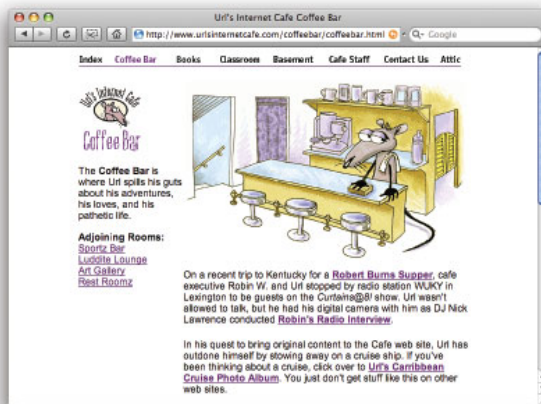 Url's Internet Cafe Coffee Bar
http://www.urlsinternetcafe.com/coffeebar/coffeebar.html
Google
Index Coffee Bar Books Classroom Basement Cafe Staff Contact Us Attic
Url's Internet Cafe
Coffee Bar
The Coffee Bar is
where Url spills his guts
about his adventures,
his loves, and his
pathetic life.
Adjoining Rooms:
Sportz Bar
Luddite Lounge
Art Gallery
Rest Roomz
On a recent trip to Kentucky for a Robert Burns Supper, cafe
executive Robin W. and Url stopped by radio station WUKY in
Lexington to be guests on the Curtains@8! show. Url wasn't
allowed to talk, but he had his digital camera with him as DJ Nick
Lawrence conducted Robin's Radio Interview.
In his quest to bring original content to the Cafe web site, Url has
outdone himself by stowing away on a cruise ship. If you've
been thinking about a cruise, click over to Url's Carribbean
Cruise Photo Album. You just don't get stuff like this on other
web sites.